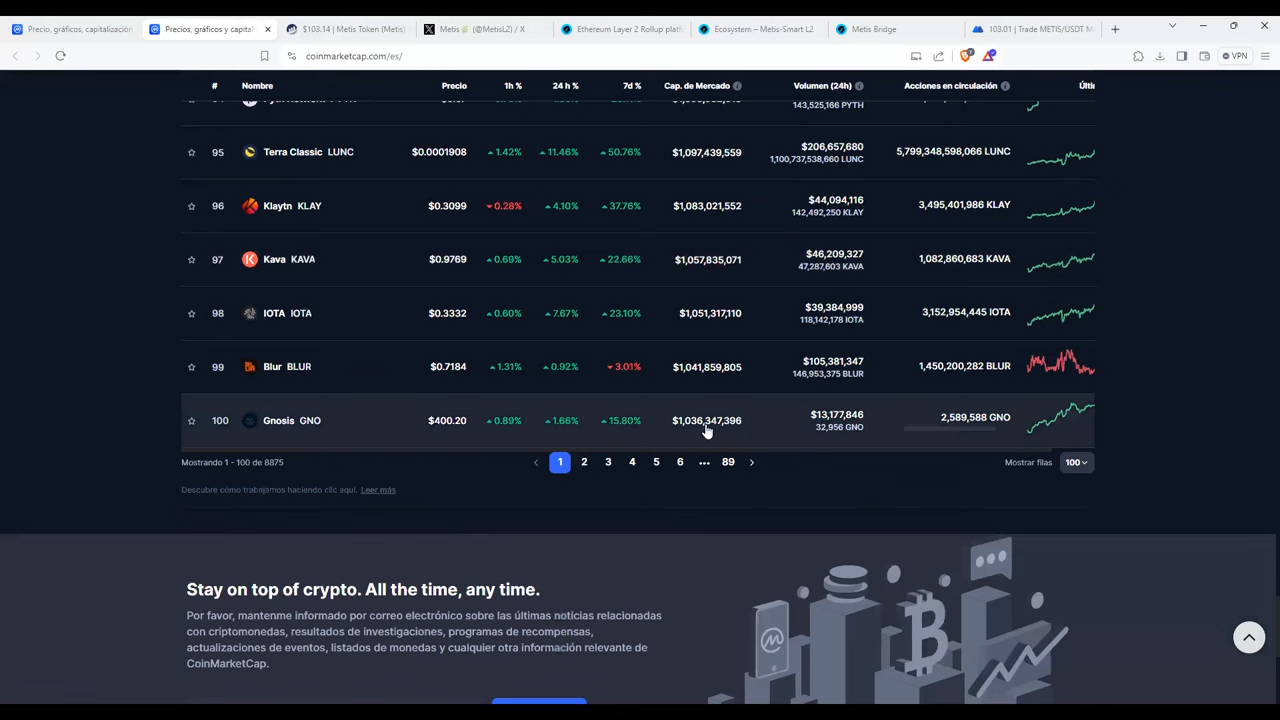 Precio, gráficos, capitalización
Precios, gráficos y capital
$103.14 | Metis Token (Metis)
Metis🌿 (@MetisL2) / X
Ethereum Layer 2 Rollup platf
Ecosystem – Metis-Smart L2
Metis Bridge
103.01 | Trade METIS/USDT M
coinmarketcap.com/es/
VPN
# Nombre Precio 1h % 24 h % 7d % Cap. de Mercado Volumen (24h) Acciones en circulación Últi
143,525,166 PYTH
95 Terra Classic LUNC $0.0001908 1.42% 11.46% 50.76% $1,097,439,559 $206,657,680 5,799,348,598,066 LUNC
1,100,737,538,660 LUNC
96 Klaytn KLAY $0.3099 0.28% 4.10% 37.76% $1,083,021,552 $44,094,116 3,495,401,986 KLAY
142,492,250 KLAY
97 Kava KAVA $0.9769 0.69% 5.03% 22.66% $1,057,835,071 $46,209,327 1,082,860,683 KAVA
47,287,603 KAVA
98 IOTA IOTA $0.3332 0.60% 7.67% 23.10% $1,051,317,110 $39,384,999 3,152,954,445 IOTA
118,142,178 IOTA
99 Blur BLUR $0.7184 1.31% 0.92% 3.01% $1,041,859,805 $105,381,347 1,450,200,282 BLUR
146,953,375 BLUR
100 Gnosis GNO $400.20 0.89% 1.66% 15.80% $1,036,347,396 $13,177,846 2,589,588 GNO
32,956 GNO
Mostrando 1 - 100 de 8875
1 2 3 4 5 6 ... 89
Mostrar filas 100
Descubre cómo trabajamos haciendo clic aquí. Leer más
Stay on top of crypto. All the time, any time.
Por favor, mantenme informado por correo electrónico sobre las últimas noticias relacionadas
con criptomonedas, resultados de investigaciones, programas de recompensas,
actualizaciones de eventos, listados de monedas y cualquier otra información relevante de
CoinMarketCap.